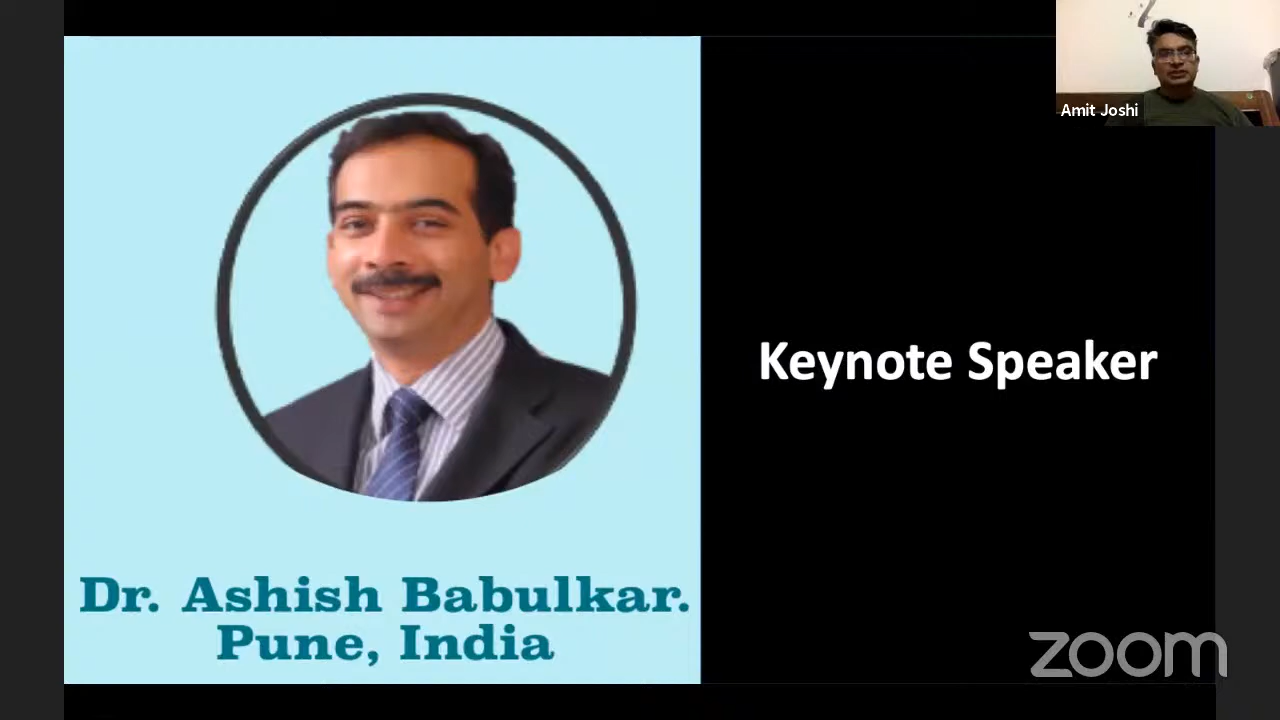 Amit Joshi
Keynote Speaker
Dr. Ashish Babulkar.
Pune, India
zoom